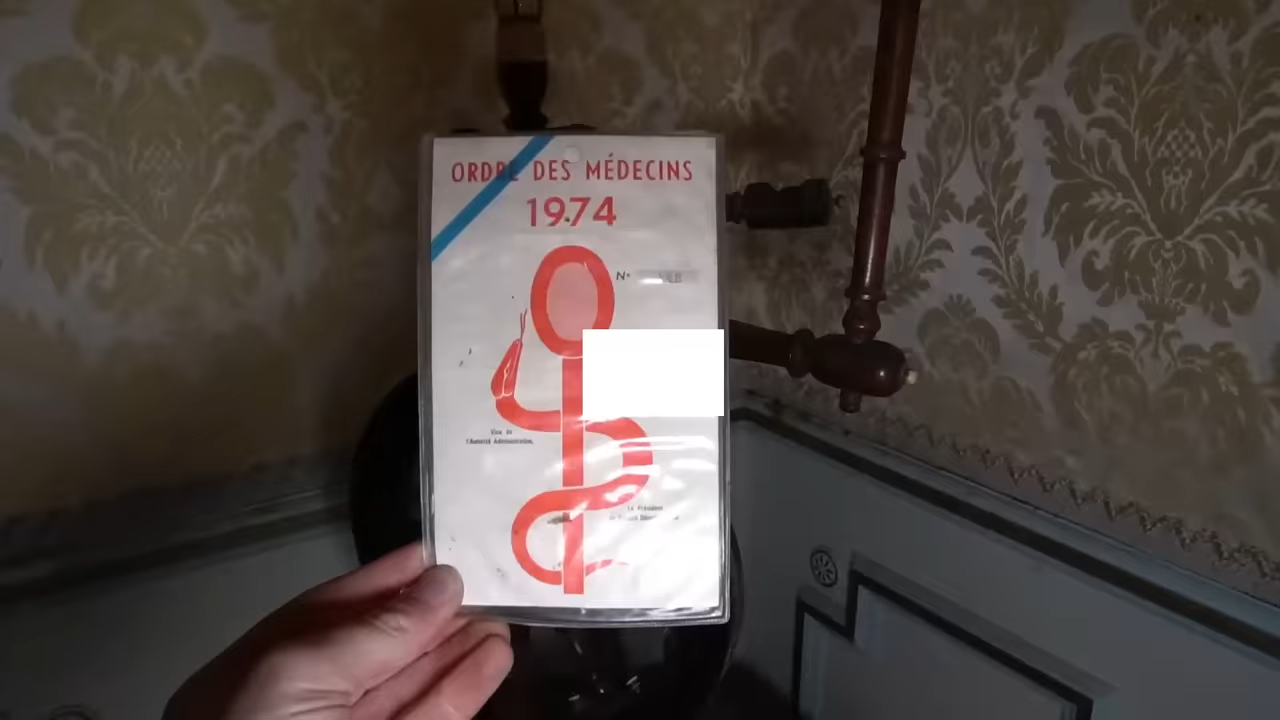 ORDRE DES MÉDECINS
1974
N°
Visa de
l'Autorité Administrative,
Le Président